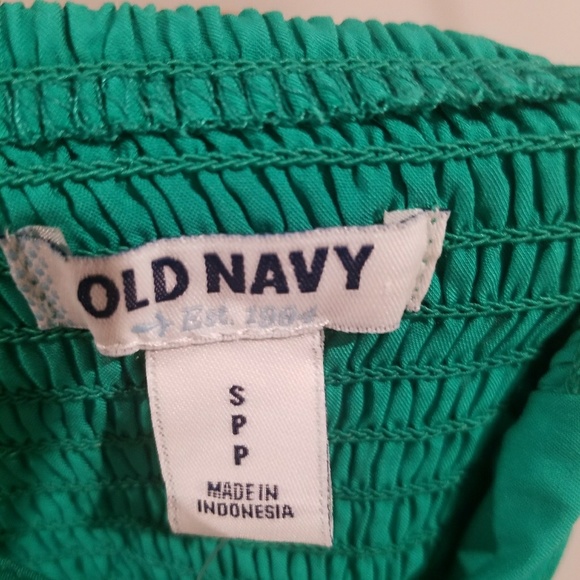 OLD NAVY
Est. 1994
S
P
P
MADE IN
INDONESIA